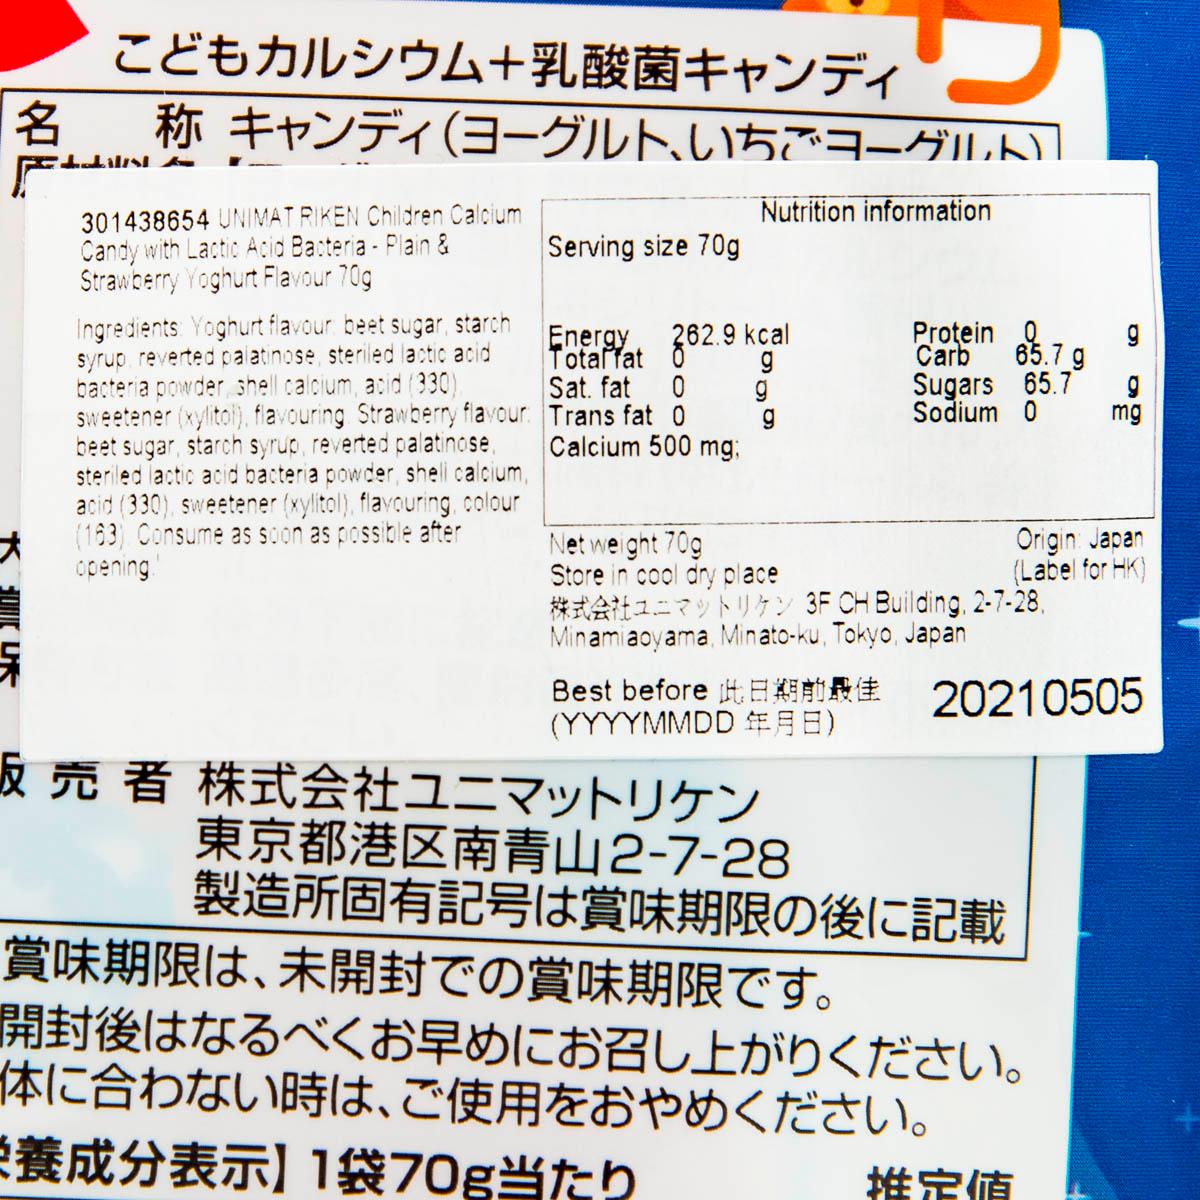 こどもカルシウム＋乳酸菌キャンディ
名　称 キャンディ（ヨーグルト、いちごヨーグルト）
301438654 UNIMAT RIKEN Children Calcium
Candy with Lactic Acid Bacteria - Plain &
Strawberry Yoghurt Flavour 70g
Ingredients: Yoghurt flavour: beet sugar, starch
syrup, reverted palatinose, steriled lactic acid
bacteria powder, shell calcium, acid (330),
sweetener (xylitol), flavouring. Strawberry flavour:
beet sugar, starch syrup, reverted palatinose,
steriled lactic acid bacteria powder, shell calcium,
acid (330), sweetener (xylitol), flavouring, colour
(163). Consume as soon as possible after
opening.'
Nutrition information
Serving size 70g
Energy 262.9 kcal Protein 0 g
Total fat 0 g Carb 65.7 g
Sat. fat 0 g Sugars 65.7 g
Trans fat 0 g Sodium 0 mg
Calcium 500 mg;
Net weight 70g Origin: Japan
Store in cool dry place (Label for HK)
株式会社ユニマットリケン 3F CH Building, 2-7-28,
Minamiaoyama, Minato-ku, Tokyo, Japan
Best before 此日期前最佳 20210505
(YYYYMMDD 年月日)
販売者 株式会社ユニマットリケン
東京都港区南青山2-7-28
製造所固有記号は賞味期限の後に記載
賞味期限は、未開封での賞味期限です。
開封後はなるべくお早めにお召し上がりください。
体に合わない時は、ご使用をおやめください。
栄養成分表示】1袋70g当たり 推定値